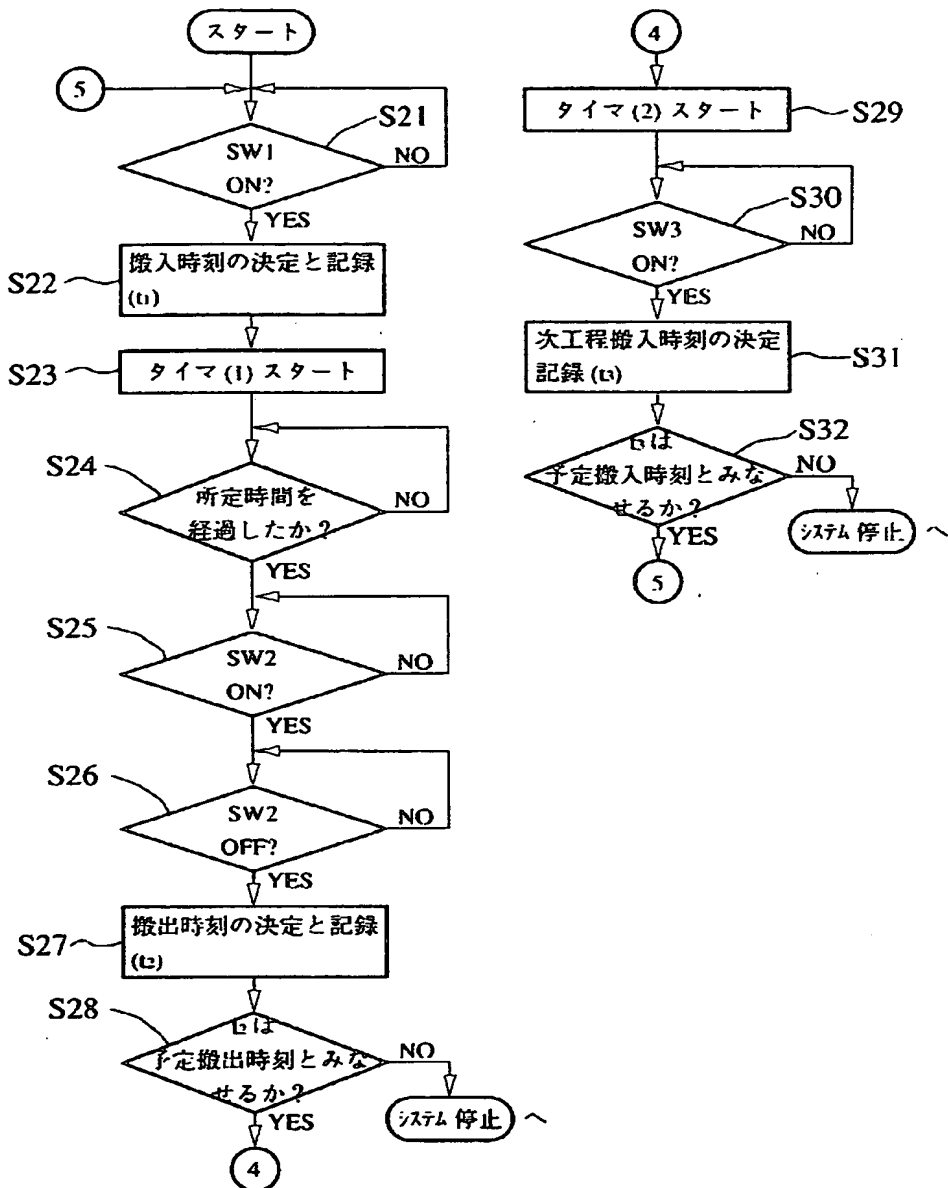 スタート
5
S21
SW1
ON?
NO
YES
S22
搬入時刻の決定と記録
(t1)
S23
タイマ(1)スタート
S24
所定時間を
経過したか?
NO
YES
S25
SW2
ON?
NO
YES
S26
SW2
OFF?
NO
YES
S27
搬出時刻の決定と記録
(t2)
S28
t2は
予定搬出時刻とみな
せるか?
NO
システム停止 へ
YES
4
4
タイマ(2)スタート
S29
S30
SW3
ON?
NO
YES
次工程搬入時刻の決定
記録(t3)
S31
S32
t3は
予定搬入時刻とみな
せるか?
NO
システム停止 へ
YES
5